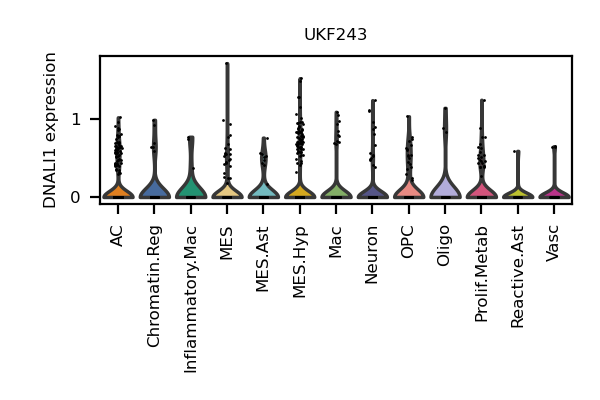 UKF243
DNALI1 expression
1
0
AC
Chromatin.Reg
Inflammatory.Mac
MES
MES.Ast
MES.Hyp
Mac
Neuron
OPC
Oligo
Prolif.Metab
Reactive.Ast
Vasc